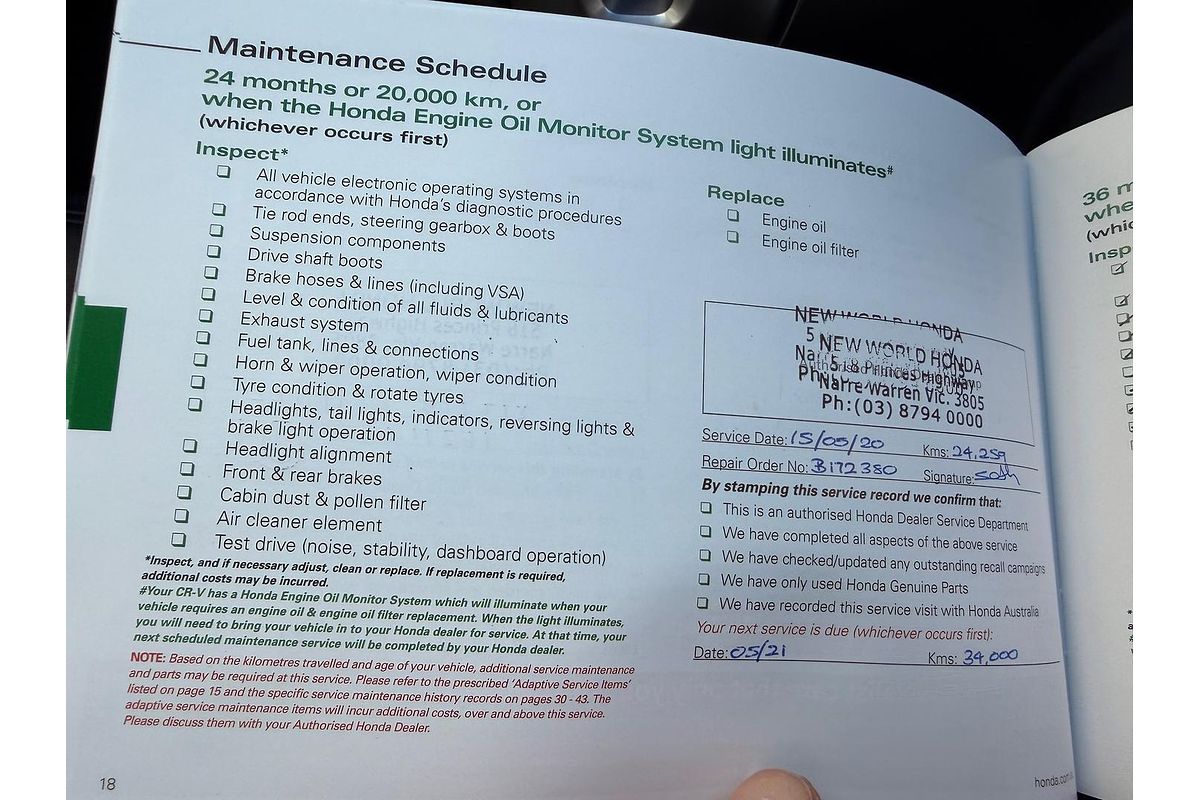 Maintenance Schedule
24 months or 20,000 km, or
when the Honda Engine Oil Monitor System light illuminates#
(whichever occurs first)
Inspect*
All vehicle electronic operating systems in
accordance with Honda's diagnostic procedures
Tie rod ends, steering gearbox & boots
Suspension components
Drive shaft boots
Brake hoses & lines (including VSA)
Level & condition of all fluids & lubricants
Exhaust system
Fuel tank, lines & connections
Horn & wiper operation, wiper condition
Tyre condition & rotate tyres
Headlights, tail lights, indicators, reversing lights &
brake light operation
Headlight alignment
Front & rear brakes
Cabin dust & pollen filter
Air cleaner element
Test drive (noise, stability, dashboard operation)
*Inspect, and if necessary adjust, clean or replace. If replacement is required,
additional costs may be incurred.
#Your CR-V has a Honda Engine Oil Monitor System which will illuminate when your
vehicle requires an engine oil & engine oil filter replacement. When the light illuminates,
you will need to bring your vehicle in to your Honda dealer for service. At that time, your
next scheduled maintenance service will be completed by your Honda dealer.
NOTE: Based on the kilometres travelled and age of your vehicle, additional service maintenance
and parts may be required at this service. Please refer to the prescribed 'Adaptive Service Items'
listed on page 15 and the specific service maintenance history records on pages 30 - 43. The
adaptive service maintenance items will incur additional costs, over and above this service.
Please discuss them with your Authorised Honda Dealer.
18
Replace
Engine oil
Engine oil filter
NEW WORLD HONDA
NEW WORLD HONDA
518 Princes Highway
Narre Warren Vic. 3805
Ph:(03) 8794 0000
Service Date: 15/05/20 Kms: 24,259
Repair Order No: B172380 Signature:
By stamping this service record we confirm that:
This is an authorised Honda Dealer Service Department
We have completed all aspects of the above service
We have checked/updated any outstanding recall campaigns
We have only used Honda Genuine Parts
We have recorded this service visit with Honda Australia
Your next service is due (whichever occurs first):
Date: 05/21 Kms: 34,000
honda.com
36 m
whe
(whic
Insp